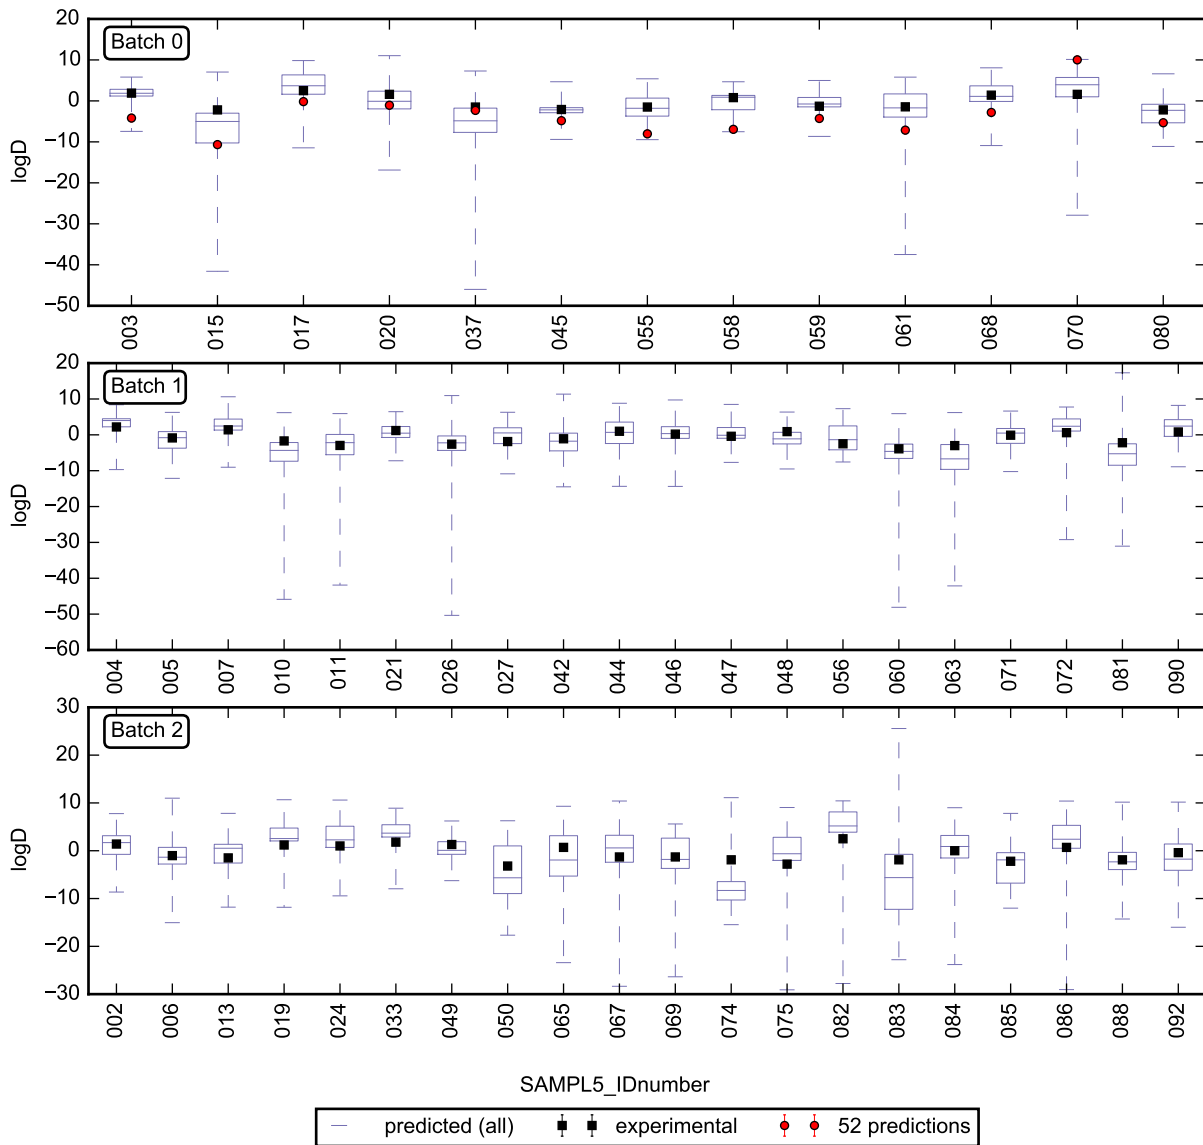 Batch 0
20
10
0
−10
−20
−30
−40
−50
logD
003 015 017 020 037 045 055 058 059 061 068 070 080
Batch 1
20
10
0
−10
−20
−30
−40
−50
−60
logD
004 005 007 010 011 021 026 027 042 044 046 047 048 056 060 063 071 072 081 090
Batch 2
30
20
10
0
−10
−20
−30
logD
002 006 013 019 024 033 049 050 065 067 069 074 075 082 083 084 085 086 088 092
SAMPL5_IDnumber
predicted (all) experimental 52 predictions